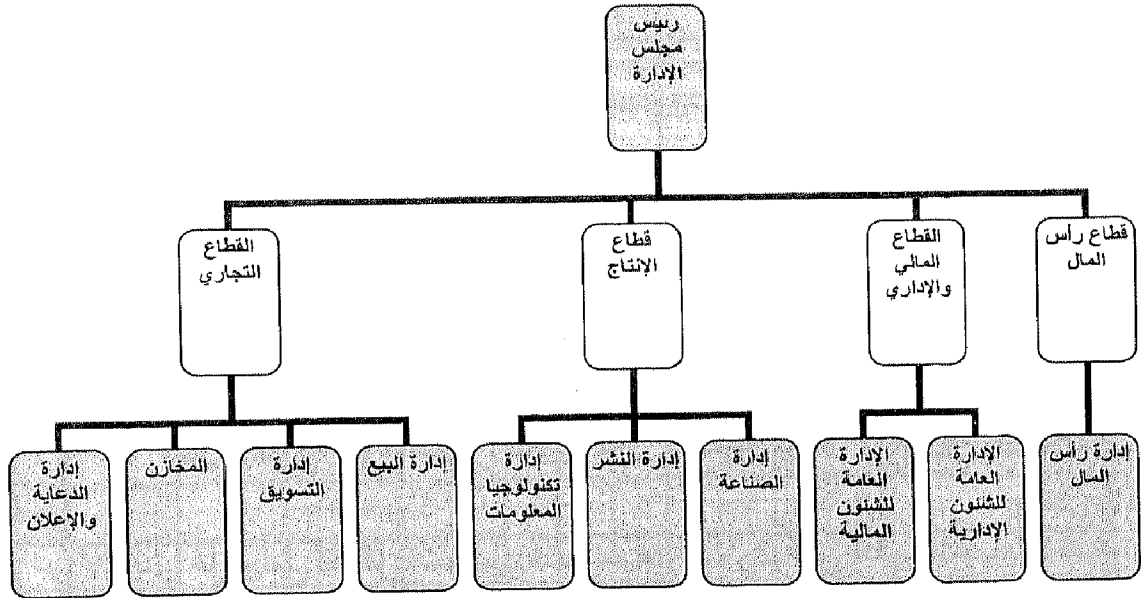 رئيس
مجلس
الإدارة
قطاع رأس
المال
القطاع
المالي
والإداري
قطاع
الإنتاج
القطاع
التجاري
إدارة رأس
المال
الإدارة
العامة
للشئون
الإدارية
الإدارة
العامة
للشئون
المالية
إدارة
الصناعة
إدارة النشر
إدارة
تكنولوجيا
المعلومات
إدارة البيع
إدارة
التسويق
المخازن
إدارة
الدعاية
والإعلان